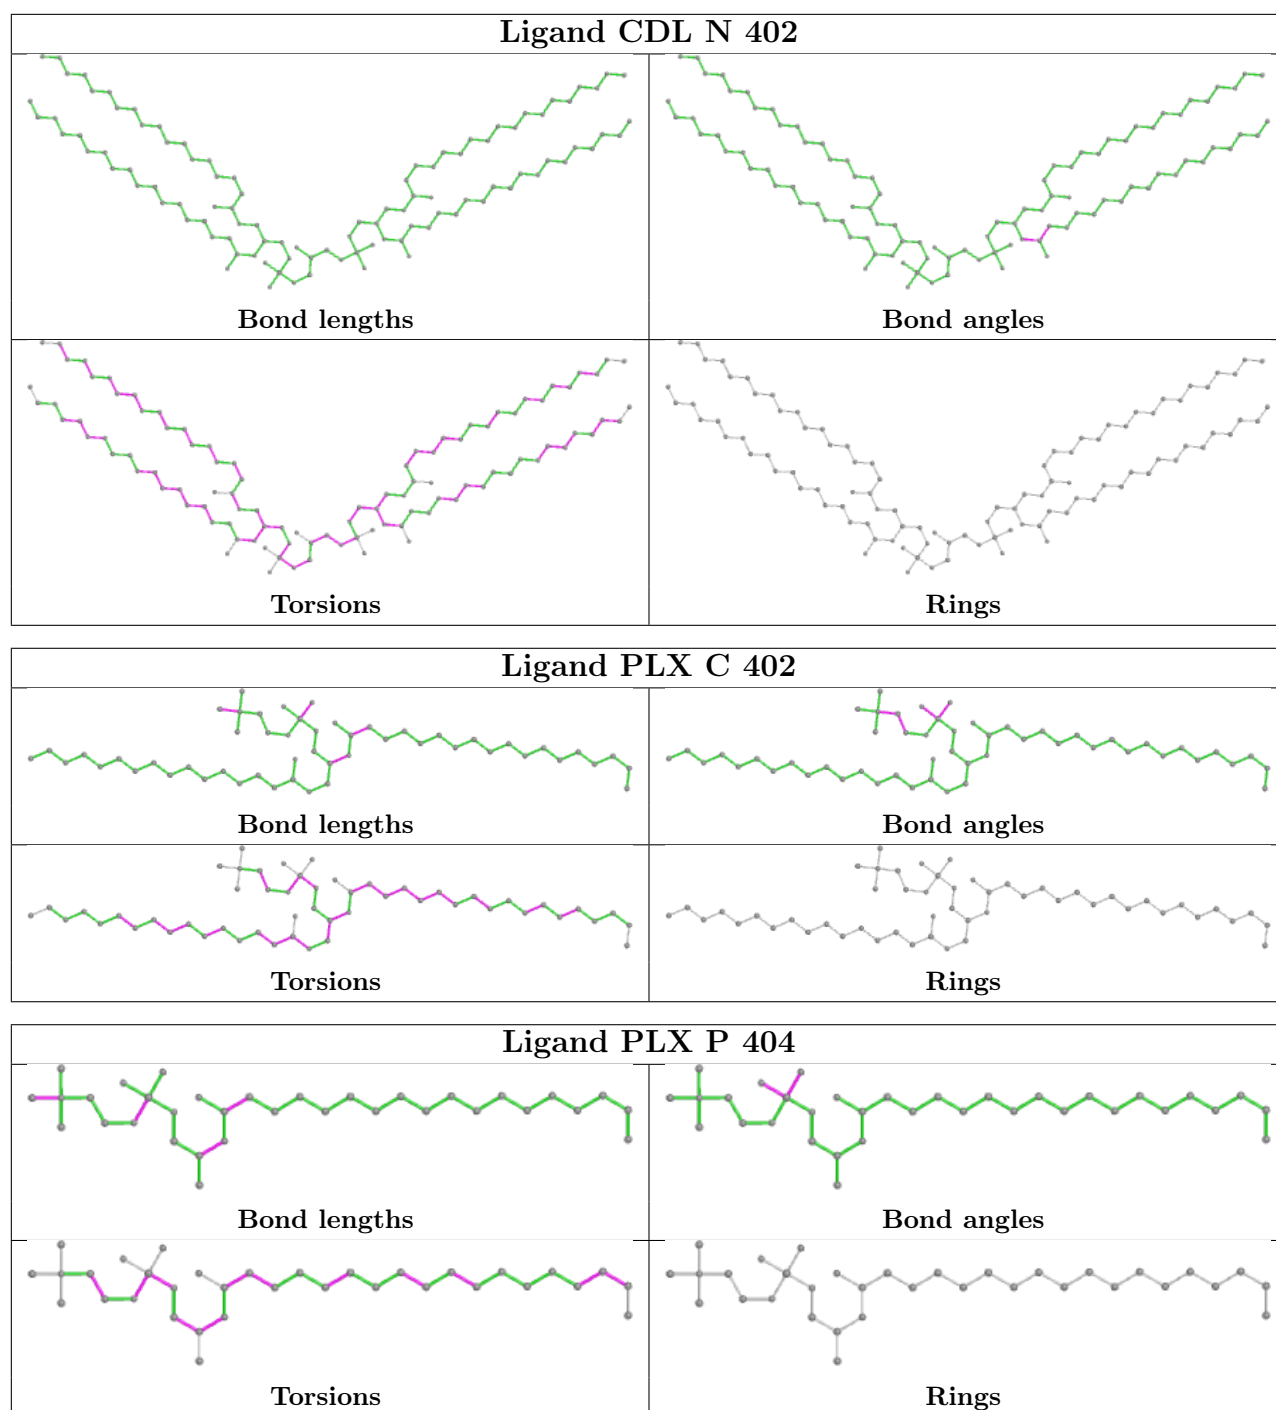 Ligand CDL N 402
Bond lengths
Bond angles
Torsions
Rings
Ligand PLX C 402
Bond lengths
Bond angles
Torsions
Rings
Ligand PLX P 404
Bond lengths
Bond angles
Torsions
Rings